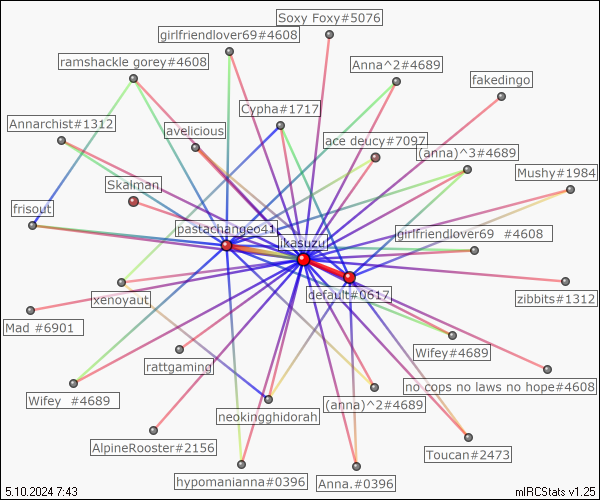 Soxy Foxy#5076
girlfriendlover69#4608
ramshackle gorey#4608
Anna^2#4689
fakedingo
Cypha#1717
Annarchist#1312
avelicious
ace deucy#7097
(anna)^3#4689
Mushy#1984
Skalman
frisout
pastachangeo41
ikasuzu
girlfriendlover69 #4608
default#0617
xenoyaut
zibbits#1312
Mad #6901
Wifey#4689
rattgaming
no cops no laws no hope#4608
Wifey #4689
(anna)^2#4689
neokingghidorah
AlpineRooster#2156
Toucan#2473
hypomanianna#0396
Anna.#0396
5.10.2024 7:43
mIRCStats v1.25